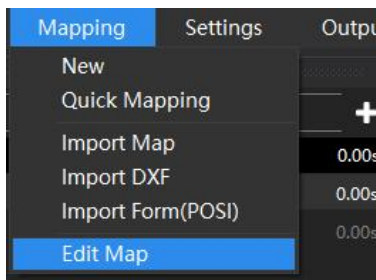 Mapping Settings Outpu
New
Quick Mapping
Import Map
0.00s
Import DXF
0.00s
Import Form(POSI)
0.00s
Edit Map